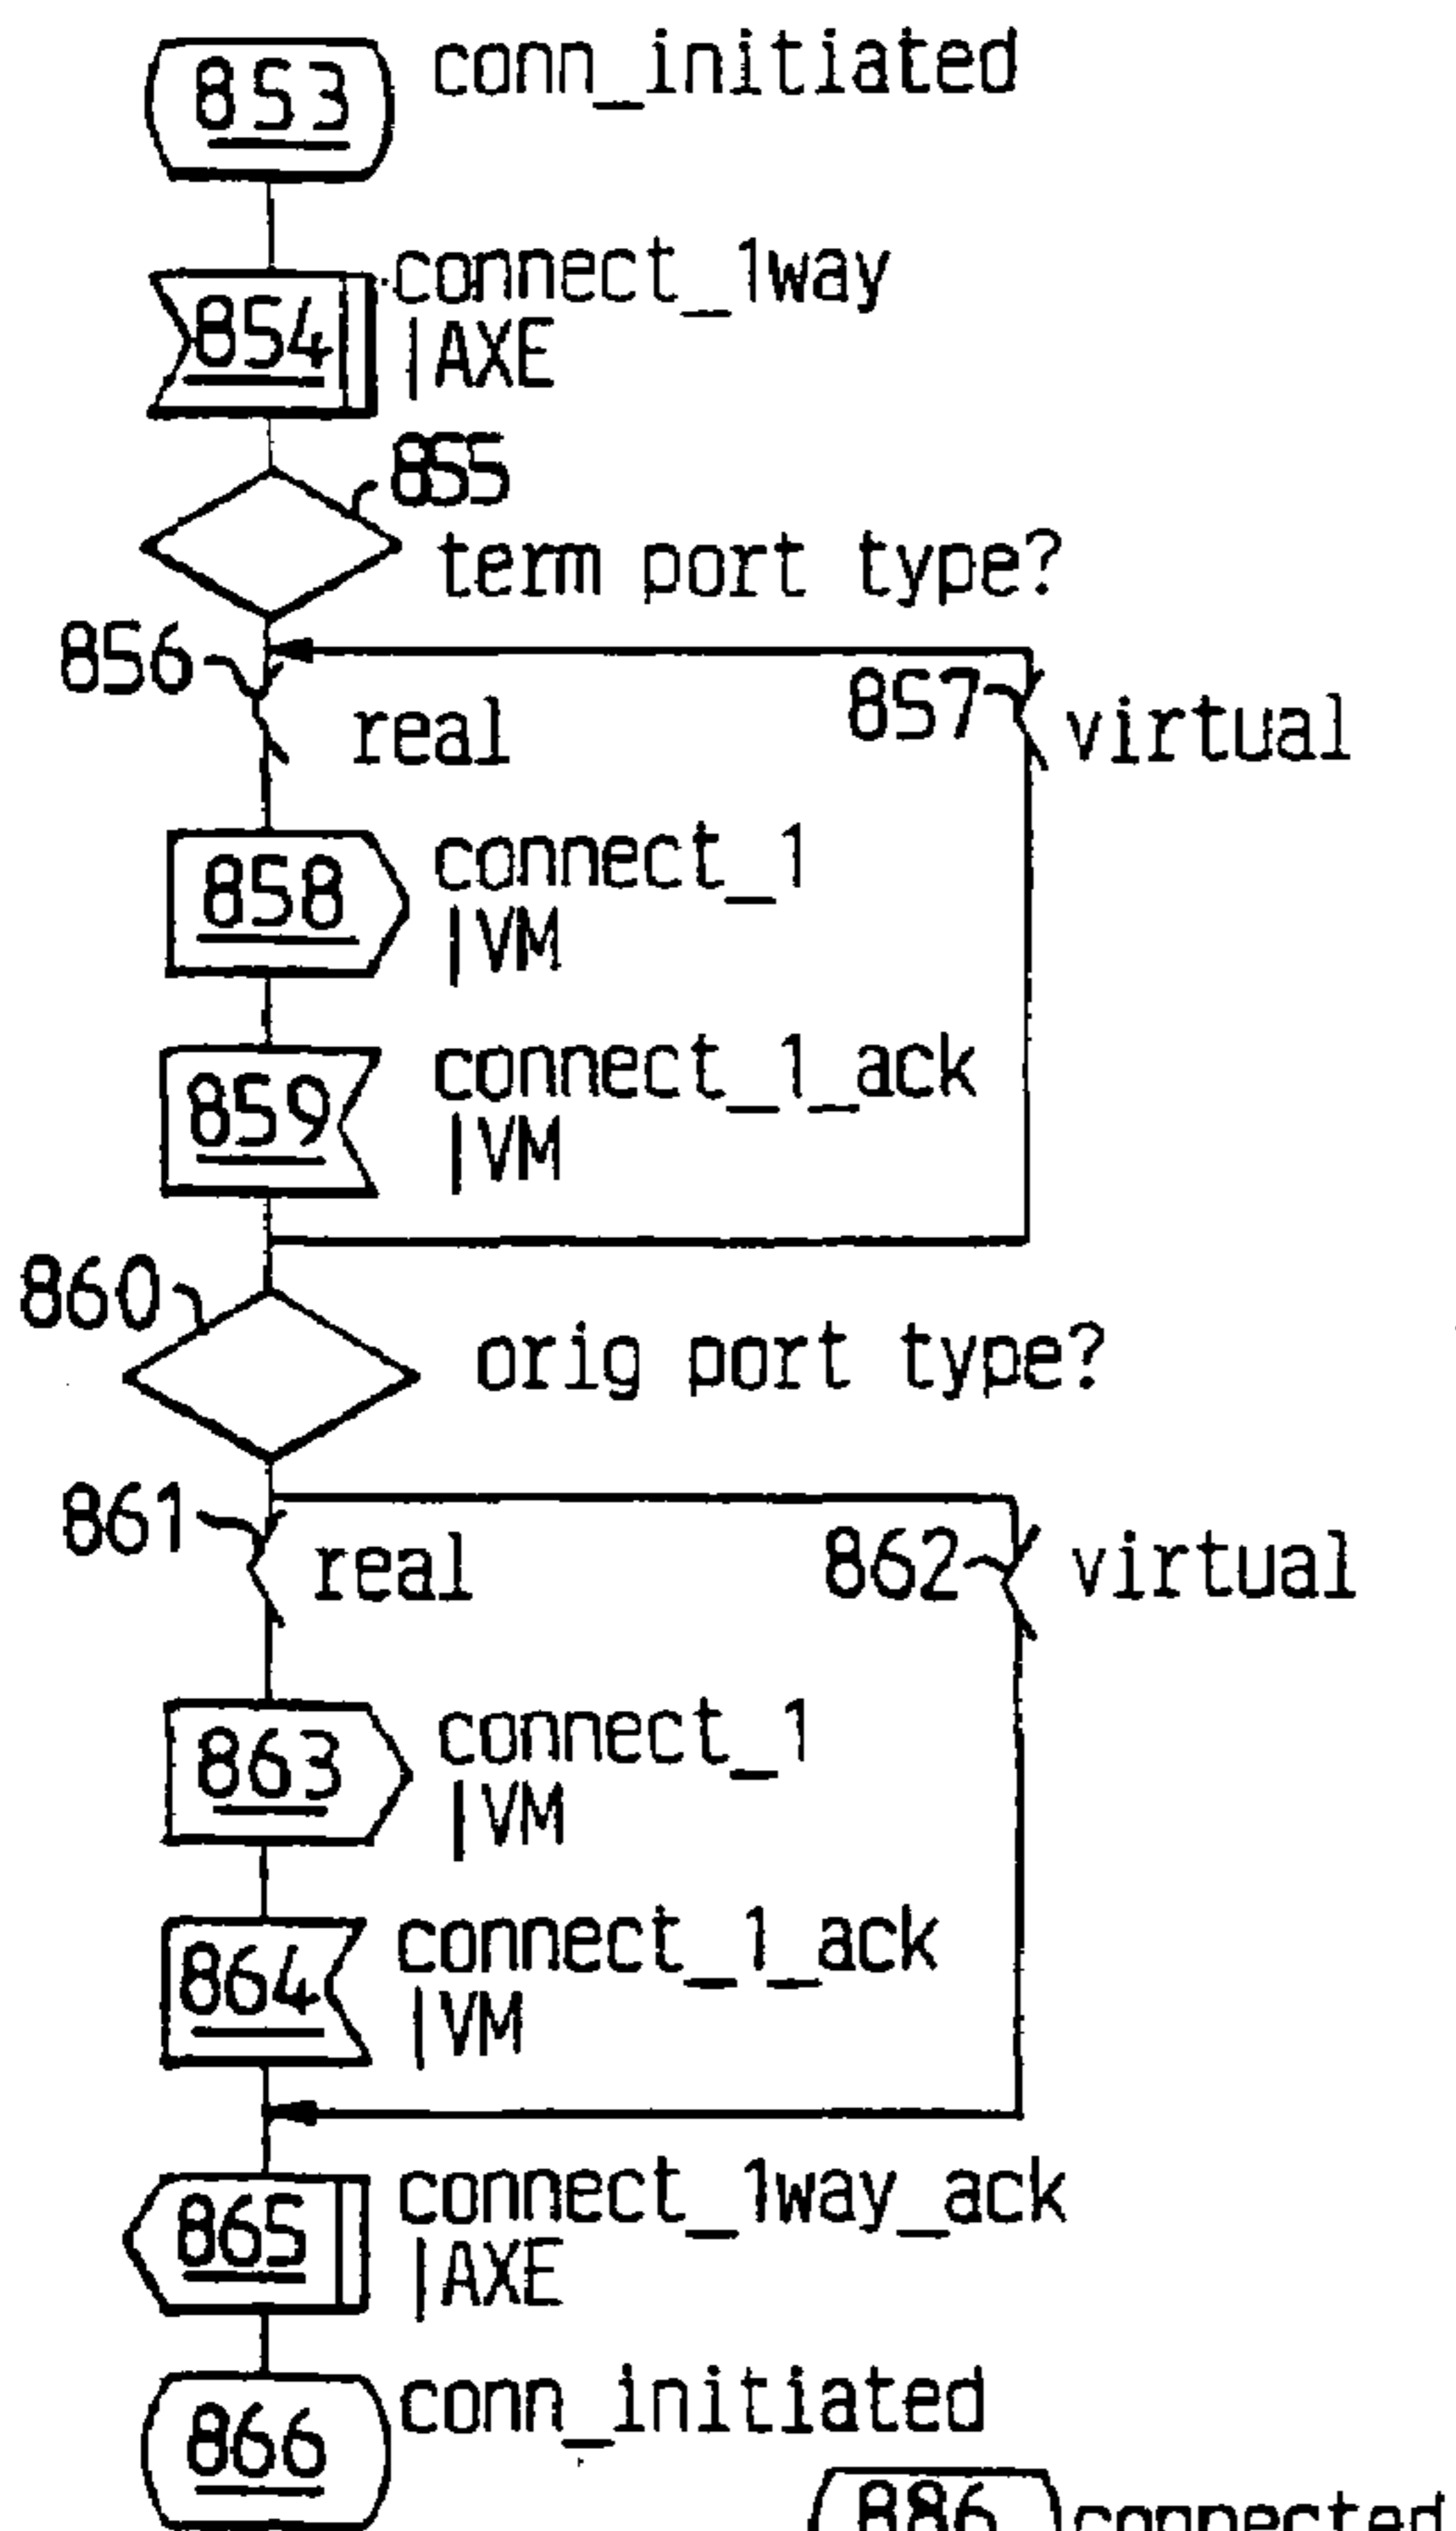 853 conn_initiated
854 connect_1way
|AXE
855
term port type?
856 real
857 virtual
858 connect_1
|VM
859 connect_1_ack
|VM
860
orig port type?
861 real
862 virtual
863 connect_1
|VM
864 connect_1_ack
|VM
865 connect_1way_ack
|AXE
866 conn_initiated
886 connected